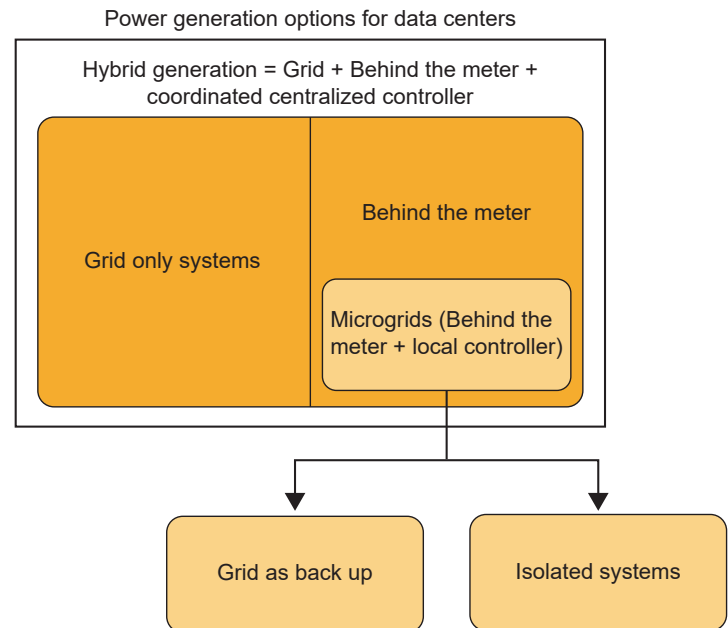 Power generation options for data centers
Hybrid generation = Grid + Behind the meter +
coordinated centralized controller
Grid only systems
Behind the meter
Microgrids (Behind the
meter + local controller)
Grid as back up
Isolated systems